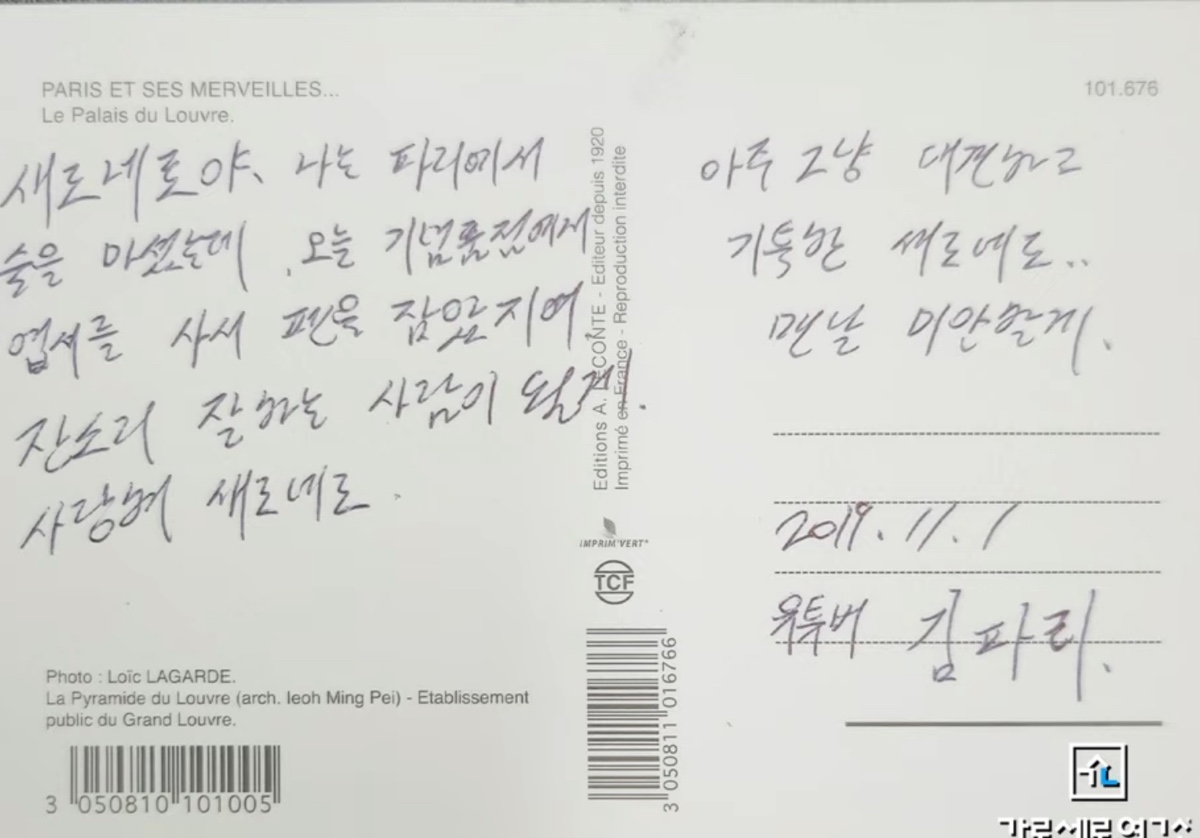 PARIS ET SES MERVEILLES...
Le Palais du Louvre.
101.676
새로네로야, 나는 파리에서
술을 마셨는데, 오늘 기념품점에서
엽서를 사서 펜을 잡았지여
잔소리 잘하는 사람이 될게.
사랑해 새로네로.
아주 그냥 대견하고
기특한 새로네로..
맨날 미안할게.
2019.11.1
유투버 김파리.
Editions A. LECONTE - Editeur depuis 1920
Imprimé en France - Reproduction interdite
IMPRIM'VERT®
TCF
3 050811 016766
Photo : Loïc LAGARDE.
La Pyramide du Louvre (arch. Ieoh Ming Pei) - Etablissement
public du Grand Louvre.
3 050810 101005